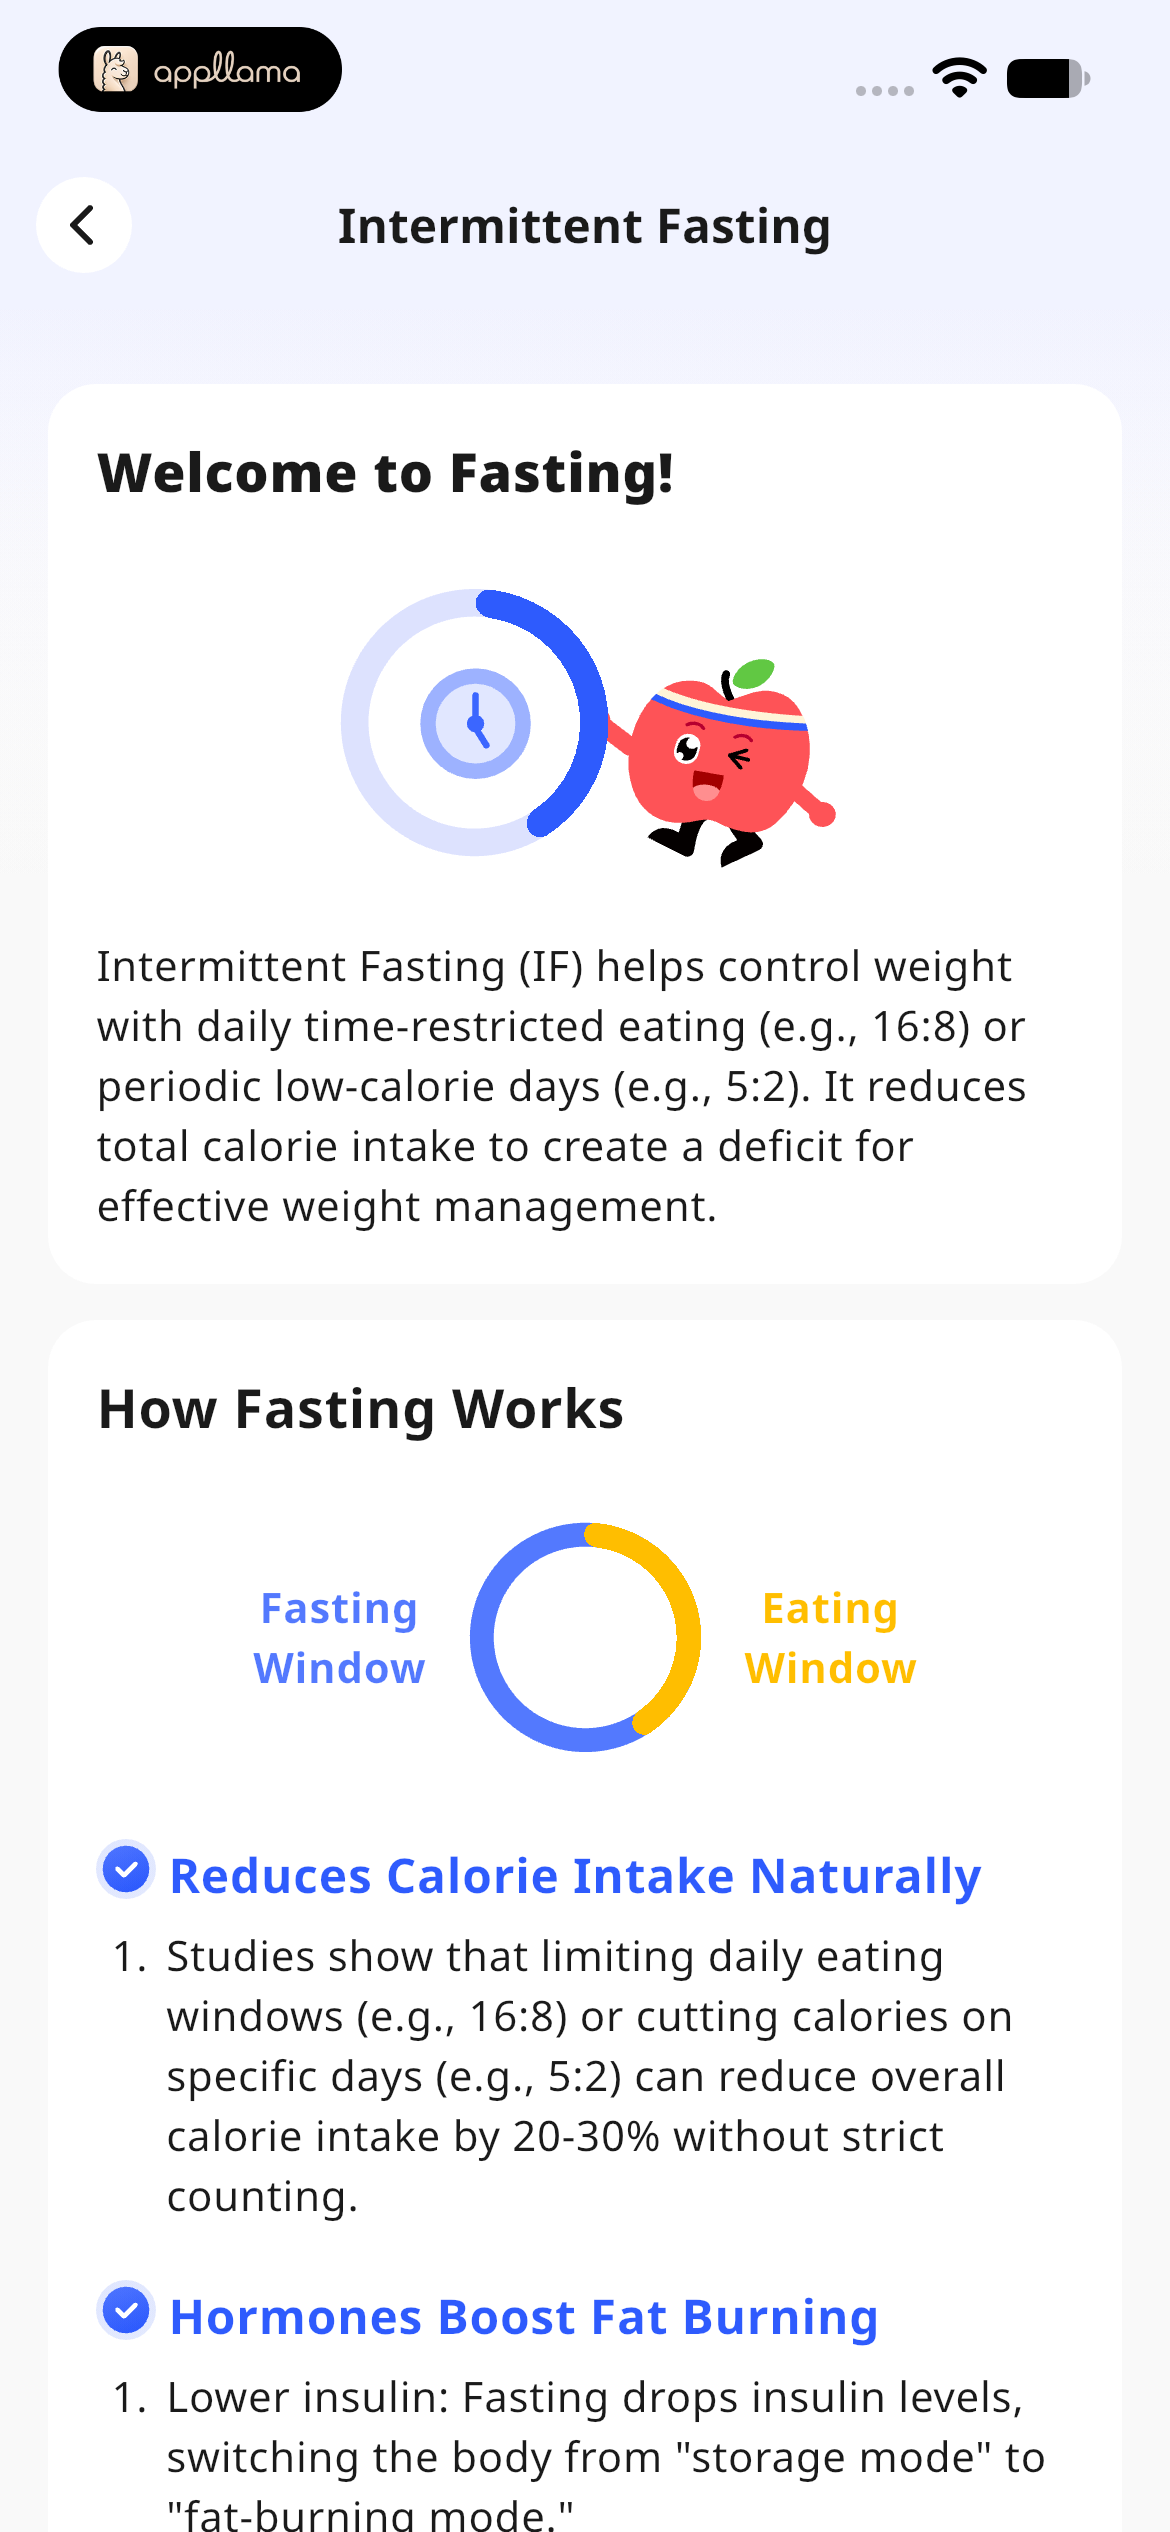 appllama
Intermittent Fasting
Welcome to Fasting!
Intermittent Fasting (IF) helps control weight
with daily time-restricted eating (e.g., 16:8) or
periodic low-calorie days (e.g., 5:2). It reduces
total calorie intake to create a deficit for
effective weight management.
How Fasting Works
Fasting
Window
Eating
Window
Reduces Calorie Intake Naturally
1. Studies show that limiting daily eating
windows (e.g., 16:8) or cutting calories on
specific days (e.g., 5:2) can reduce overall
calorie intake by 20-30% without strict
counting.
Hormones Boost Fat Burning
1. Lower insulin: Fasting drops insulin levels,
switching the body from "storage mode" to
"fat-burning mode."